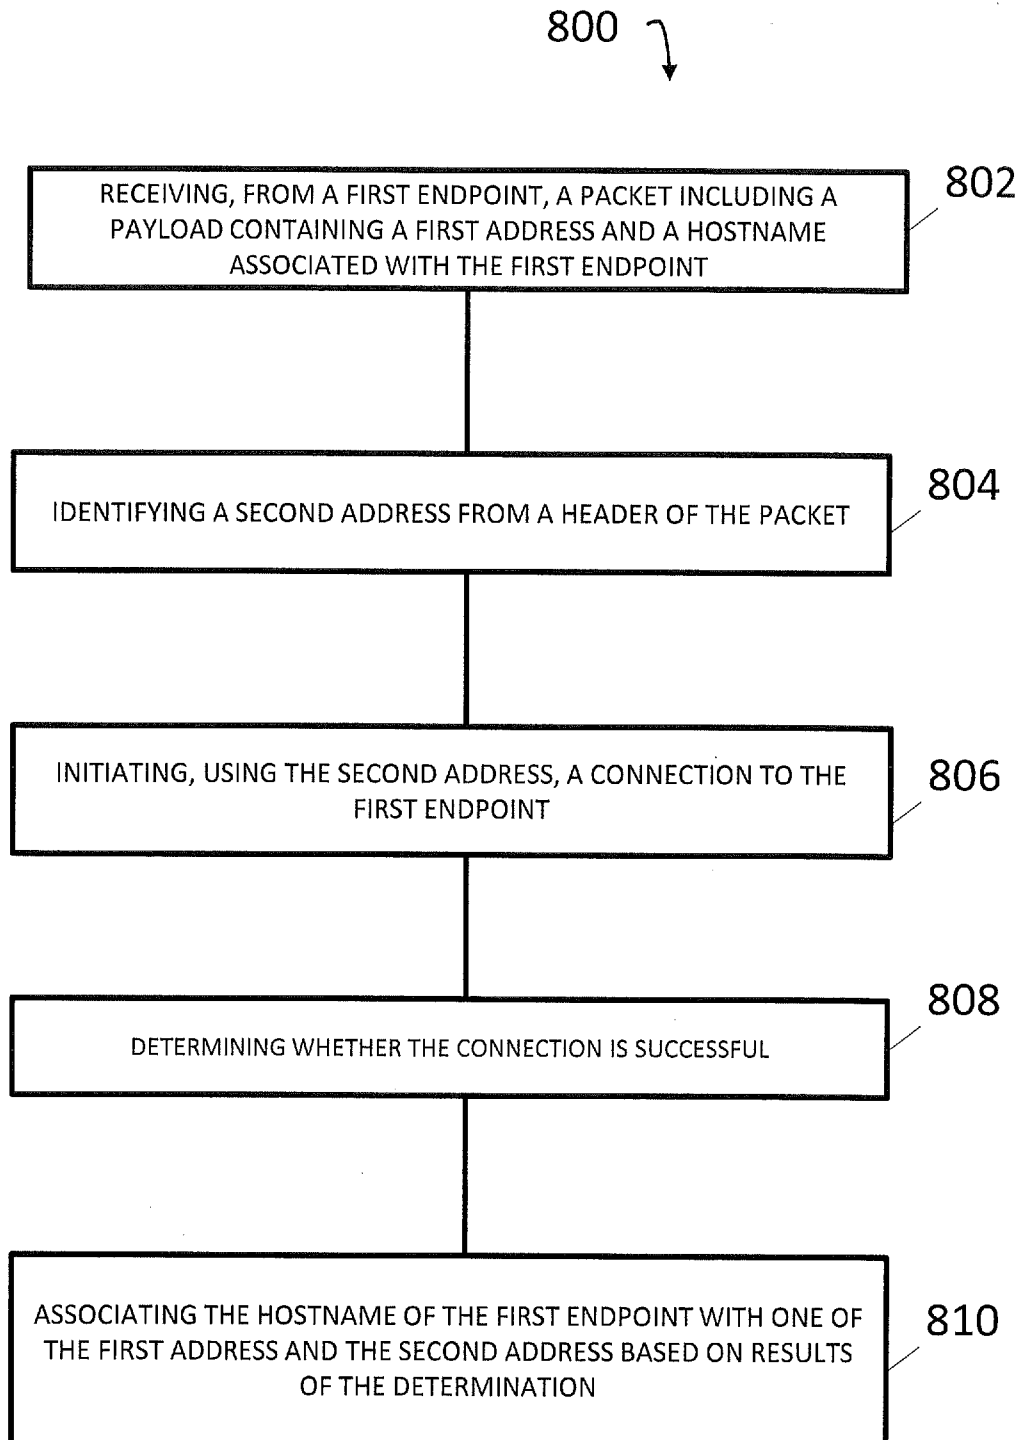 800
RECEIVING, FROM A FIRST ENDPOINT, A PACKET INCLUDING A
PAYLOAD CONTAINING A FIRST ADDRESS AND A HOSTNAME
ASSOCIATED WITH THE FIRST ENDPOINT
802
IDENTIFYING A SECOND ADDRESS FROM A HEADER OF THE PACKET
804
INITIATING, USING THE SECOND ADDRESS, A CONNECTION TO THE
FIRST ENDPOINT
806
DETERMINING WHETHER THE CONNECTION IS SUCCESSFUL
808
ASSOCIATING THE HOSTNAME OF THE FIRST ENDPOINT WITH ONE OF
THE FIRST ADDRESS AND THE SECOND ADDRESS BASED ON RESULTS
OF THE DETERMINATION
810